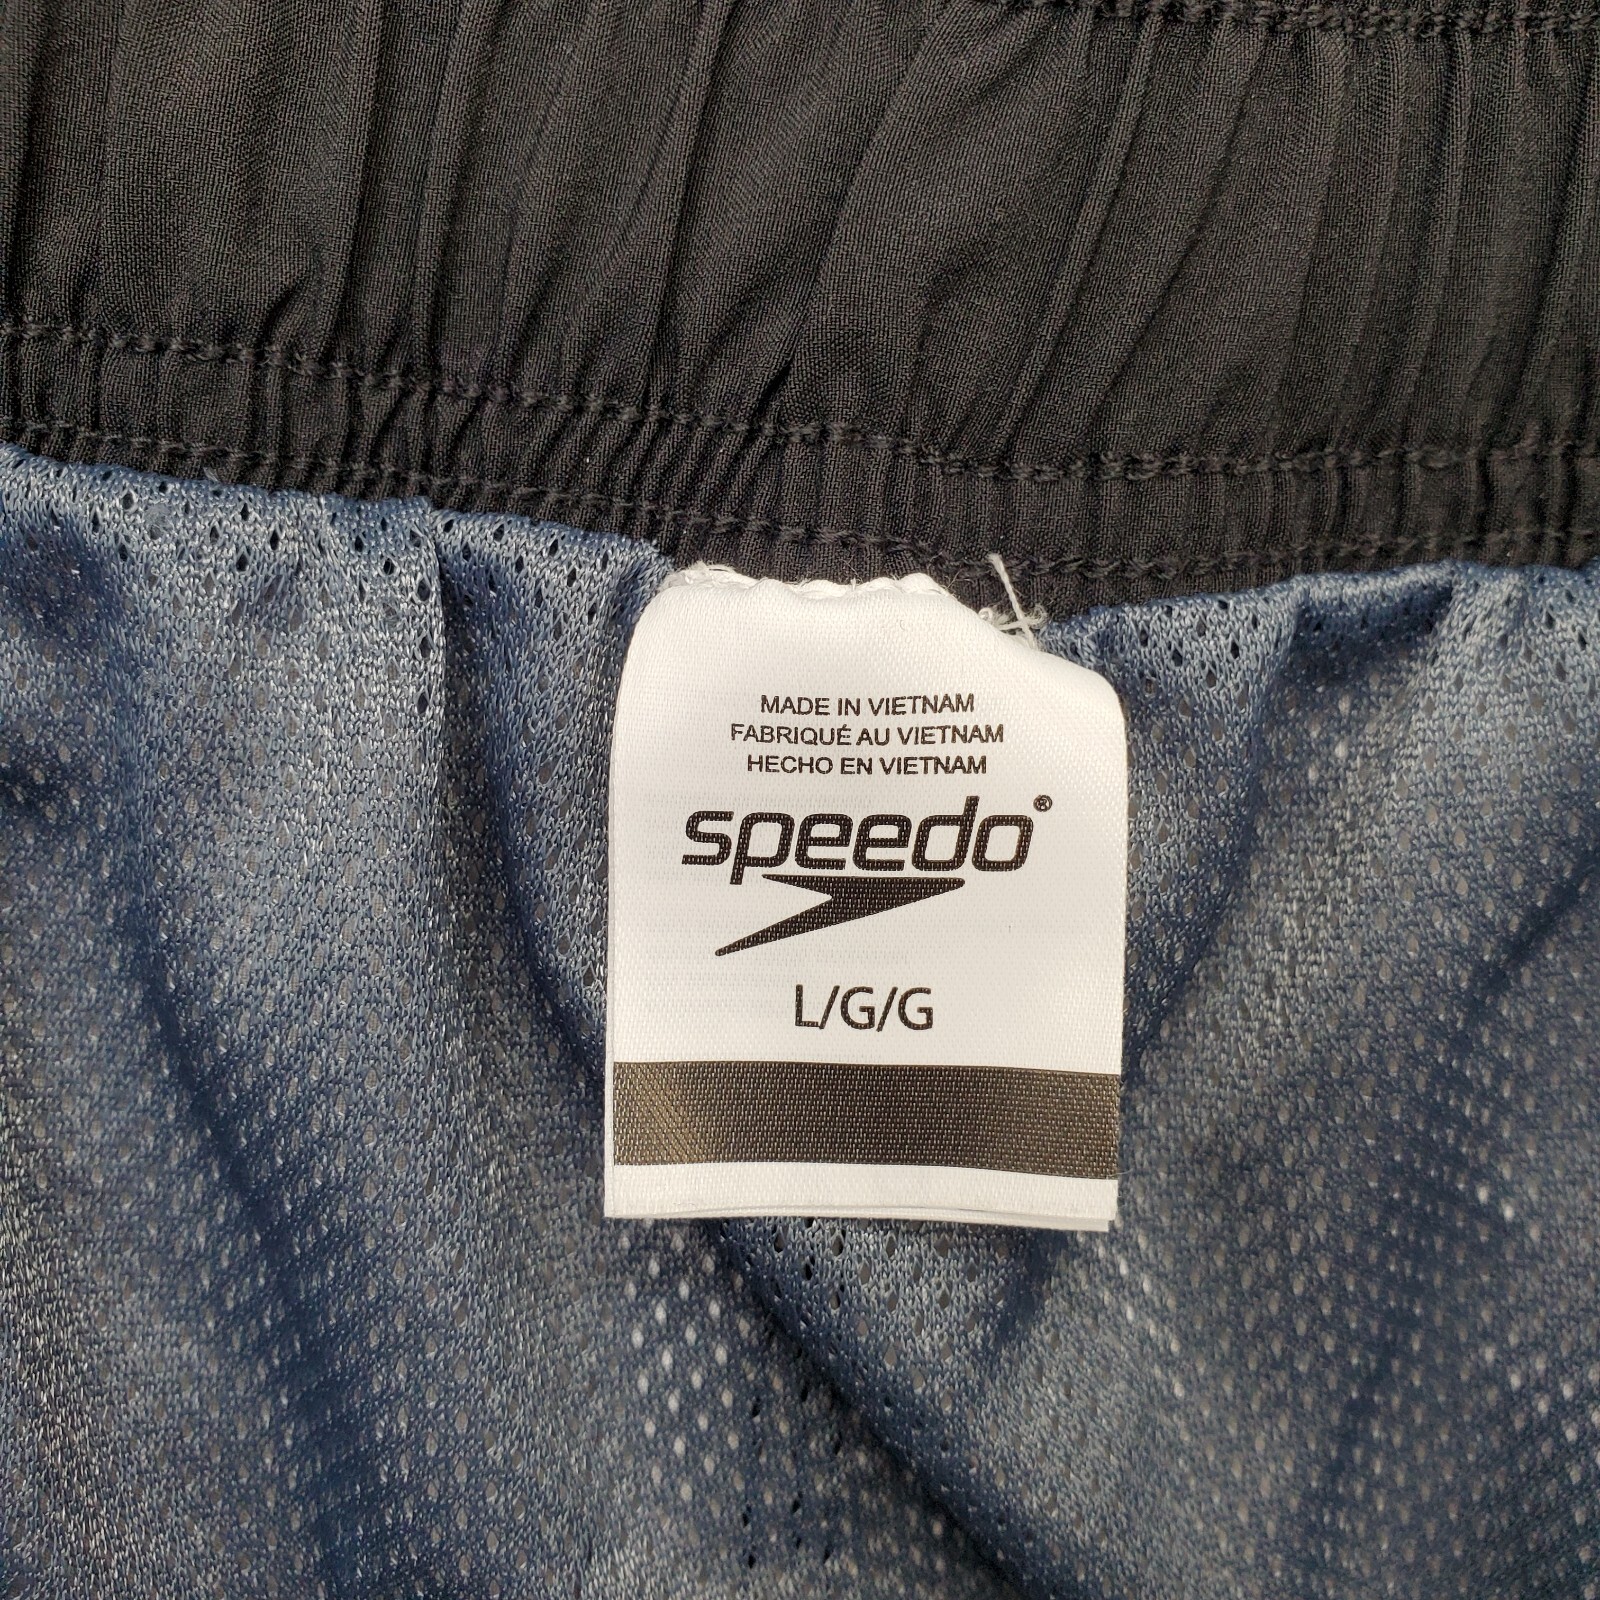 MADE IN VIETNAM
FABRIQUÉ AU VIETNAM
HECHO EN VIETNAM
speedo®
L/G/G